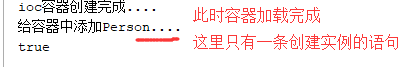 ioc容器创建完成....
此时容器加载完成
给容器中添加Person....
这里只有一条创建实例的语句
true